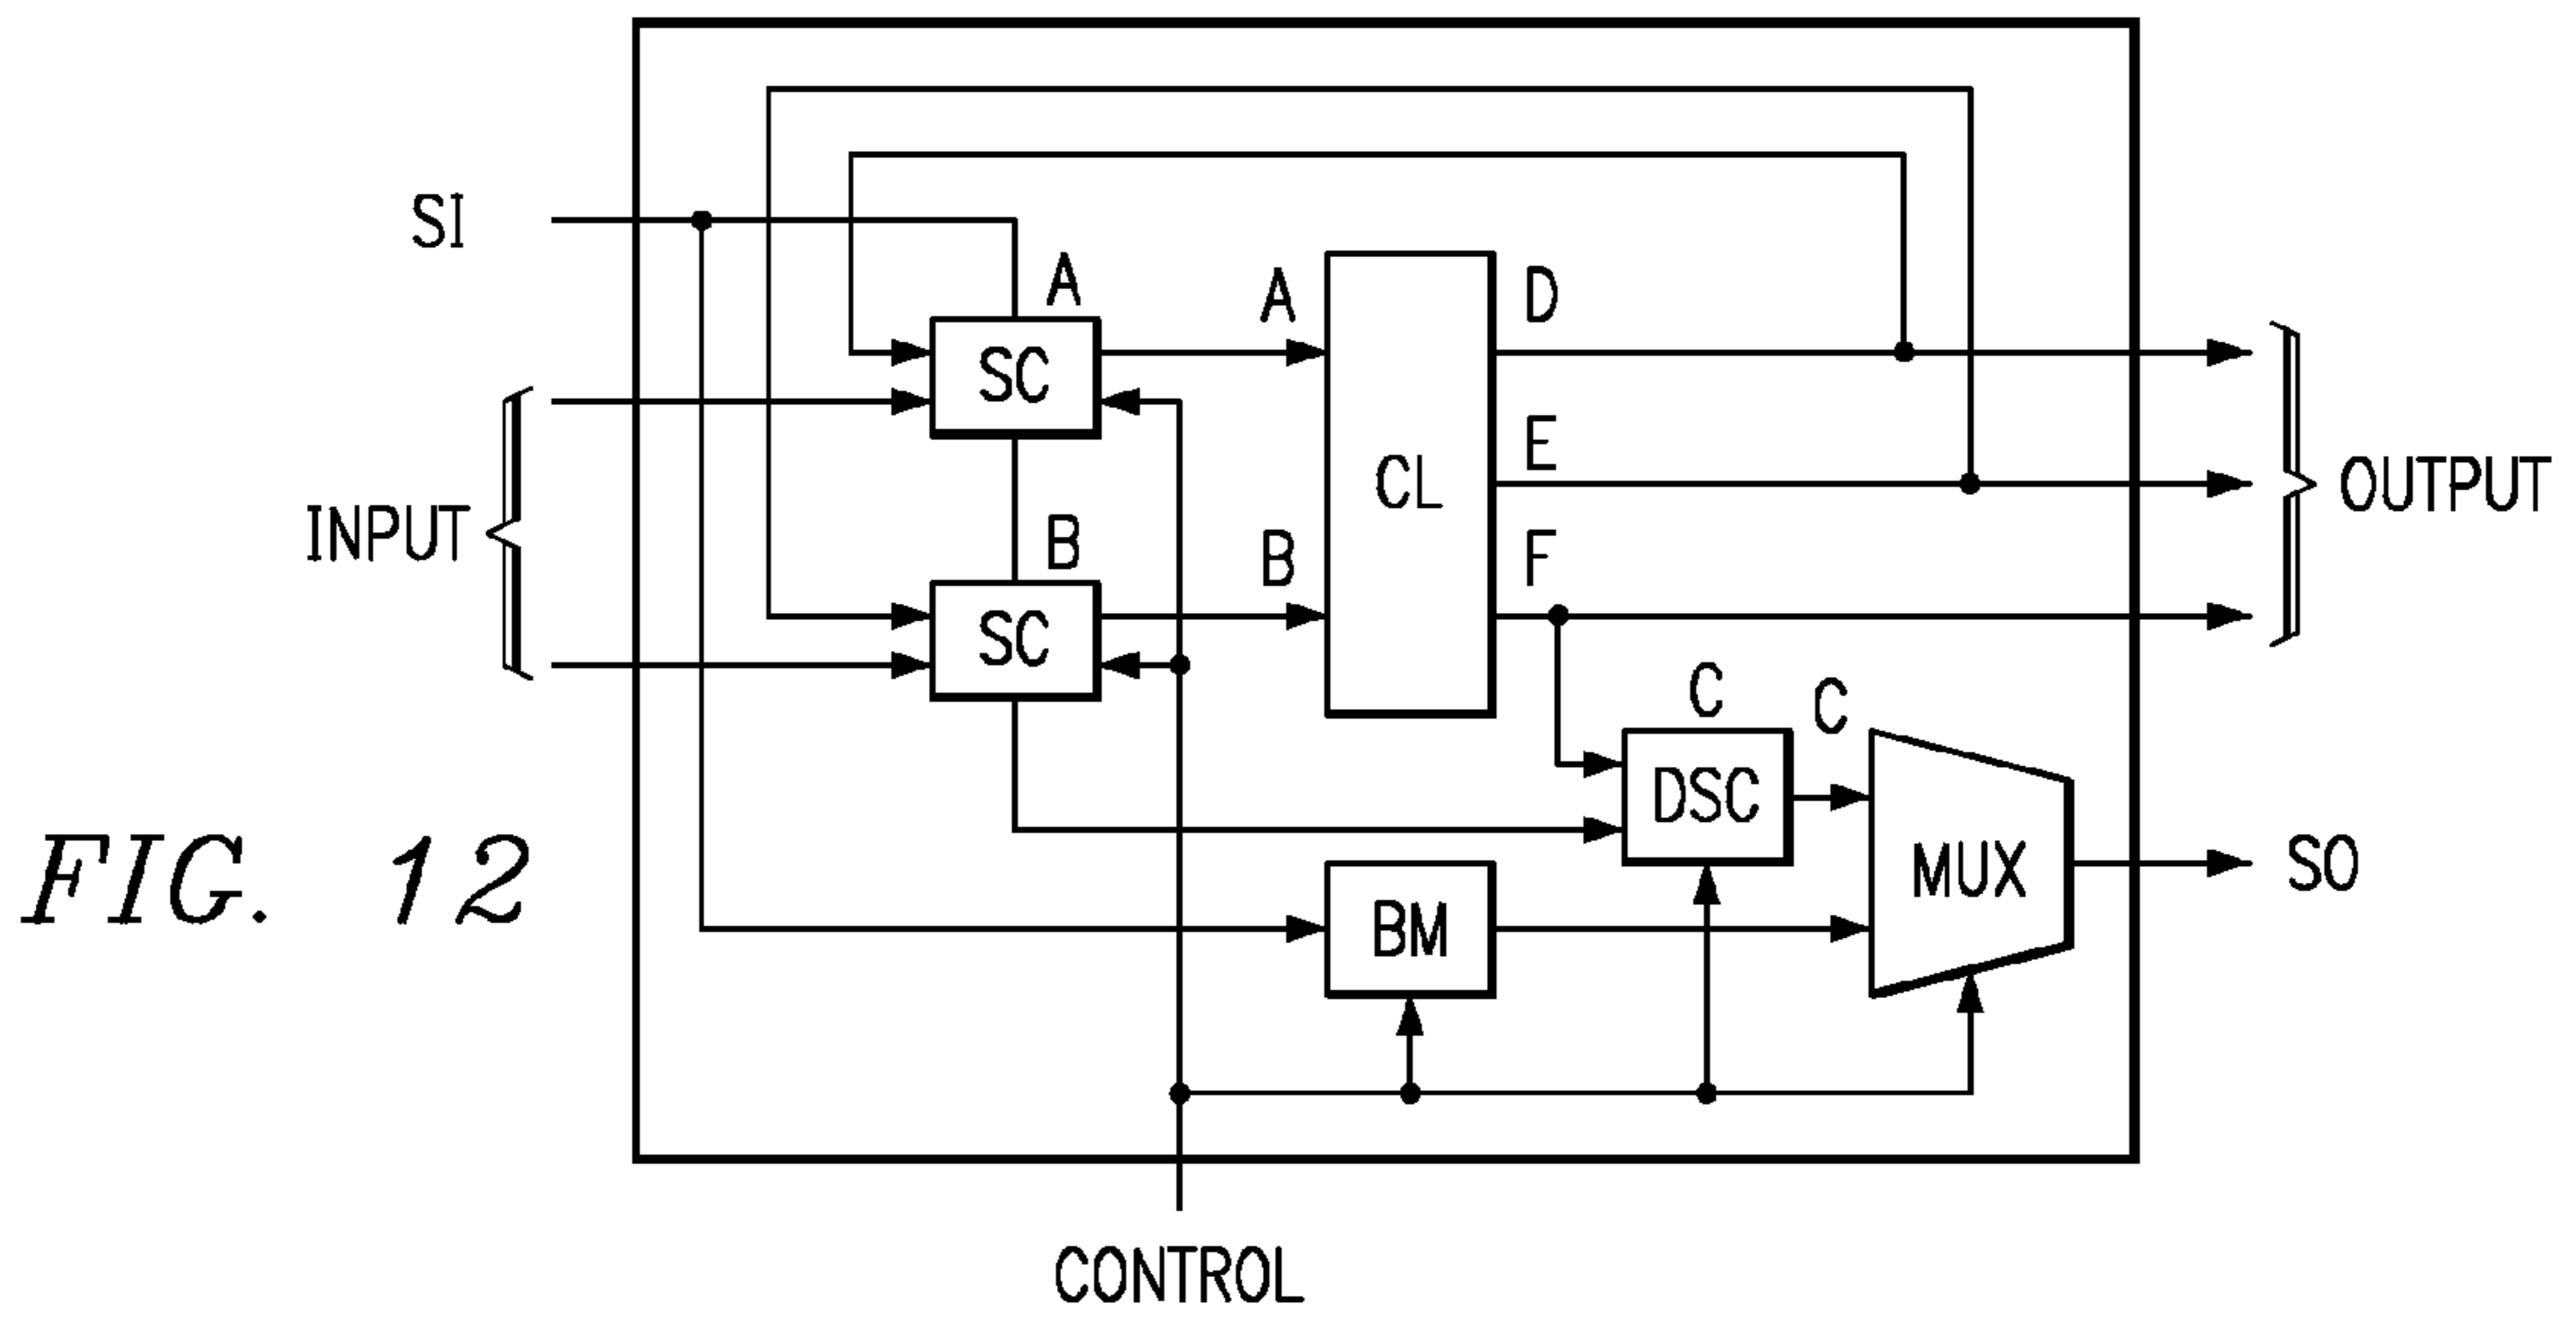 SI
A
A
D
SC
E
INPUT
CL
OUTPUT
B
B
F
SC
C
C
DSC
MUX
SO
BM
FIG. 12
CONTROL